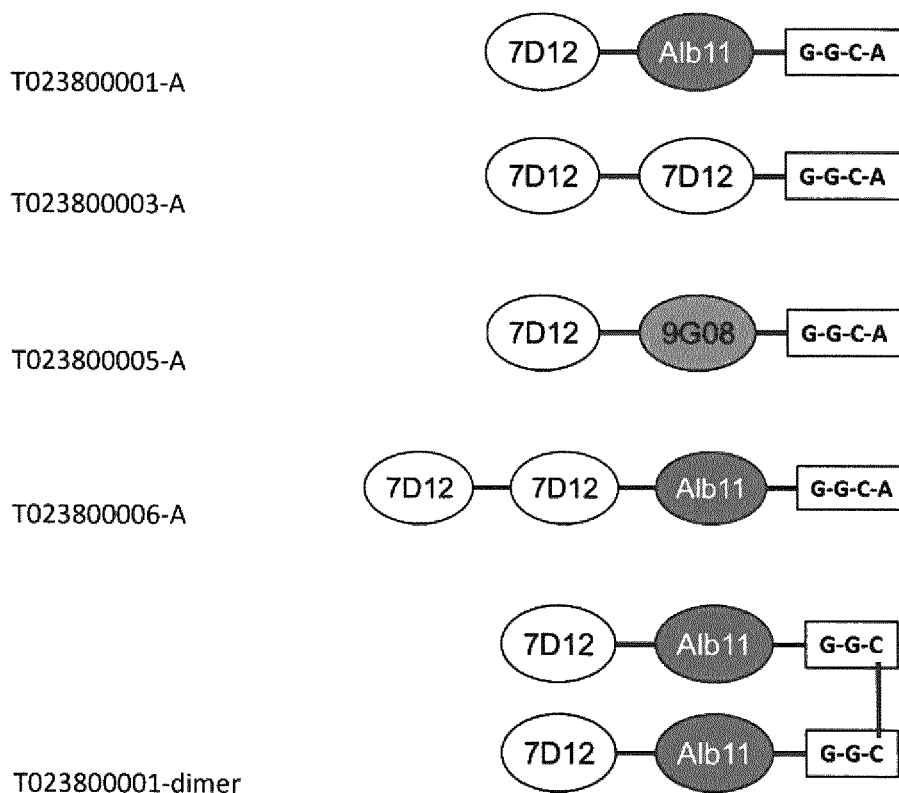 7D12 Alb11 G-G-C-A
T023800001-A
7D12 7D12 G-G-C-A
T023800003-A
7D12 9G08 G-G-C-A
T023800005-A
7D12 7D12 Alb11 G-G-C-A
T023800006-A
7D12 Alb11 G-G-C
7D12 Alb11 G-G-C
T023800001-dimer